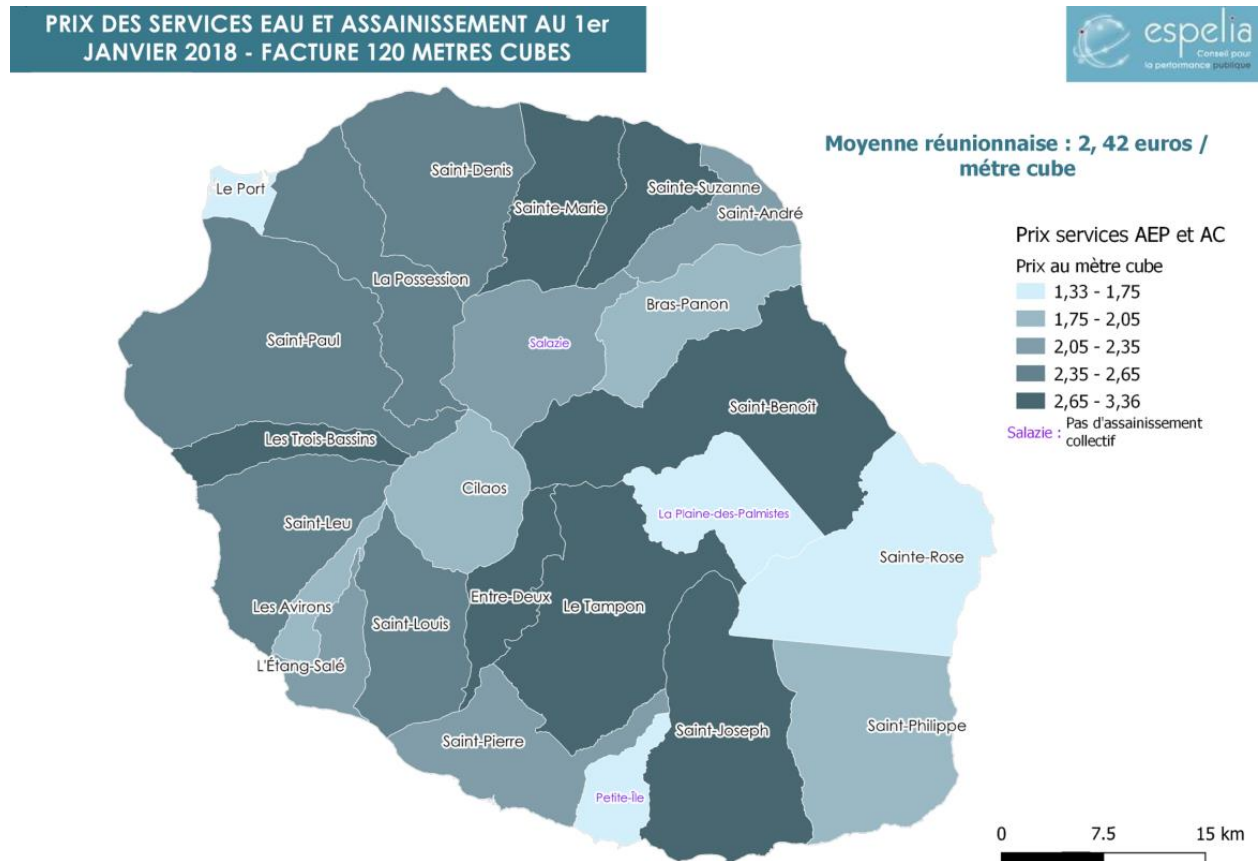 PRIX DES SERVICES EAU ET ASSAINISSEMENT AU 1er
JANVIER 2018 - FACTURE 120 METRES CUBES
espelia
Conseil pour
la performance publique
Moyenne réunionnaise : 2, 42 euros /
métre cube
Prix services AEP et AC
Prix au mètre cube
1,33 - 1,75
1,75 - 2,05
2,05 - 2,35
2,35 - 2,65
2,65 - 3,36
Salazie : Pas d'assainissement
collectif
Le Port
Saint-Denis
Sainte-Marie
Sainte-Suzanne
Saint-André
La Possession
Bras-Panon
Saint-Paul
Salazie
Saint-Benoît
Les Trois-Bassins
Cilaos
La Plaine-des-Palmistes
Saint-Leu
Sainte-Rose
Les Avirons
Saint-Louis
Entre-Deux
Le Tampon
L'Étang-Salé
Saint-Pierre
Saint-Joseph
Saint-Philippe
Petite-Île
0 7.5 15 km